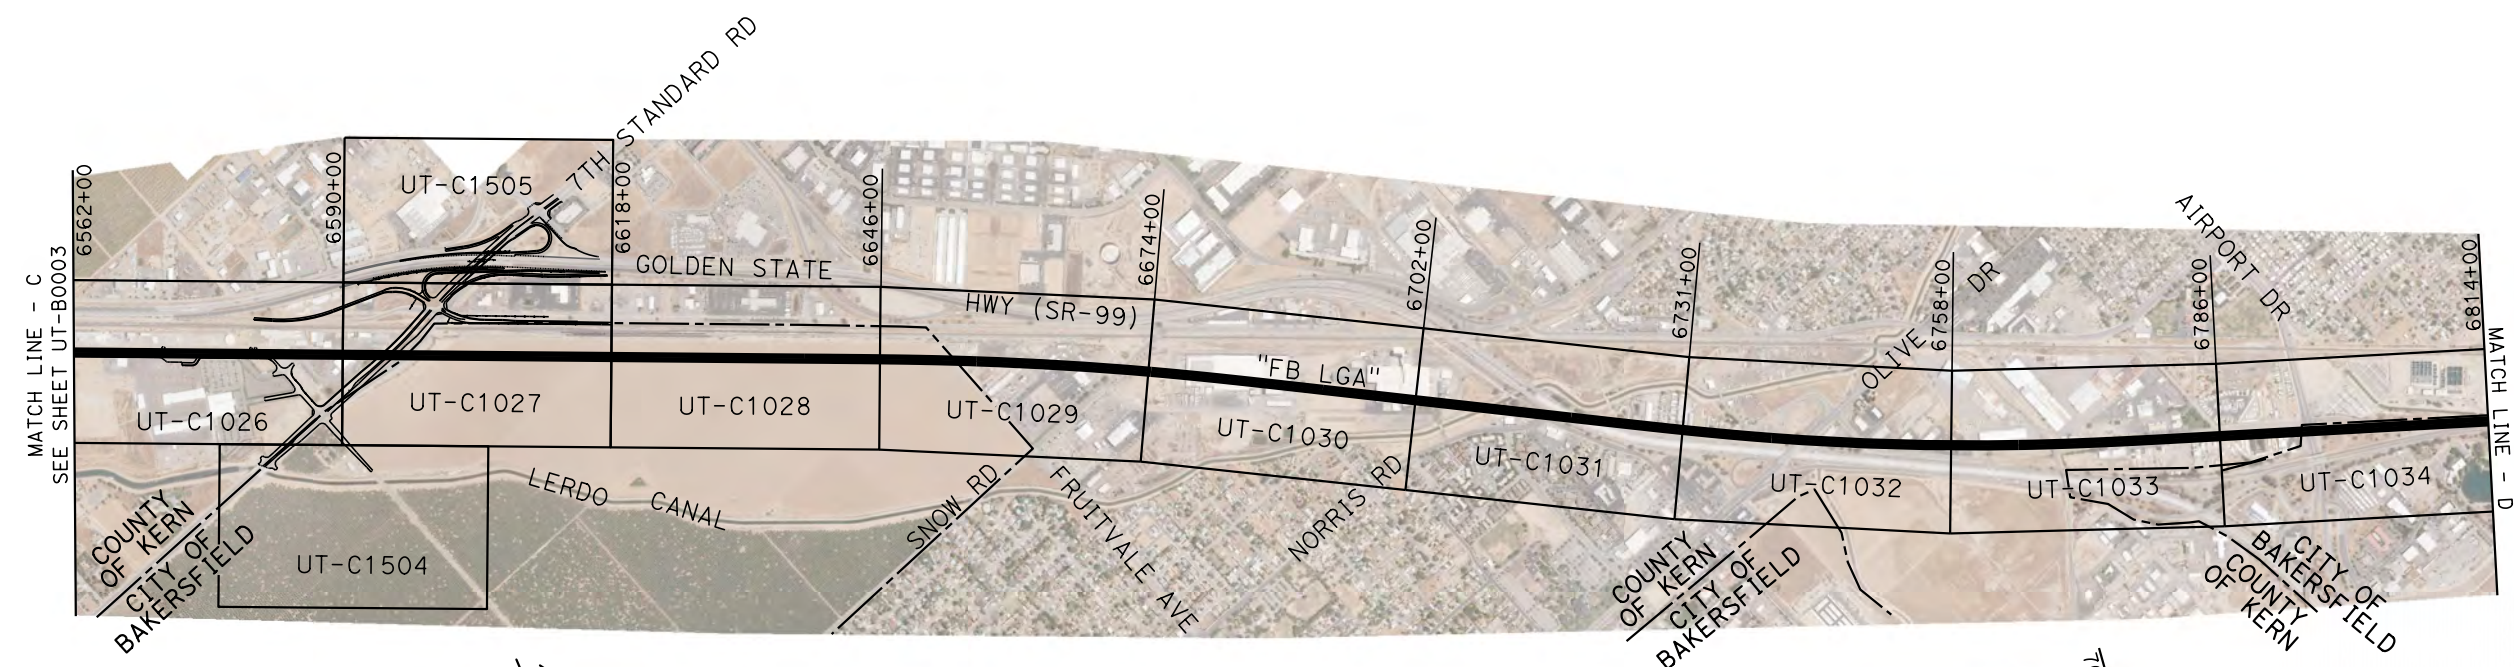 7TH STANDARD RD
UT-C1505
6562+00
6590+00
6618+00
6646+00
6674+00
6702+00
6731+00
6758+00
6786+00
6814+00
AIRPORT DR
GOLDEN STATE
HWY (SR-99)
MATCH LINE - C
SEE SHEET UT-B0003
"FB LGA"
OLIVE DR
MATCH LINE - D
UT-C1026
UT-C1027
UT-C1028
UT-C1029
UT-C1030
UT-C1031
UT-C1032
UT-C1033
UT-C1034
LERDO CANAL
SNOW RD
FRUITVALE AVE
NORRIS RD
UT-C1504
COUNTY
OF KERN
CITY OF
BAKERSFIELD
COUNTY
OF KERN
CITY OF
BAKERSFIELD
CITY OF
BAKERSFIELD
COUNTY
OF KERN